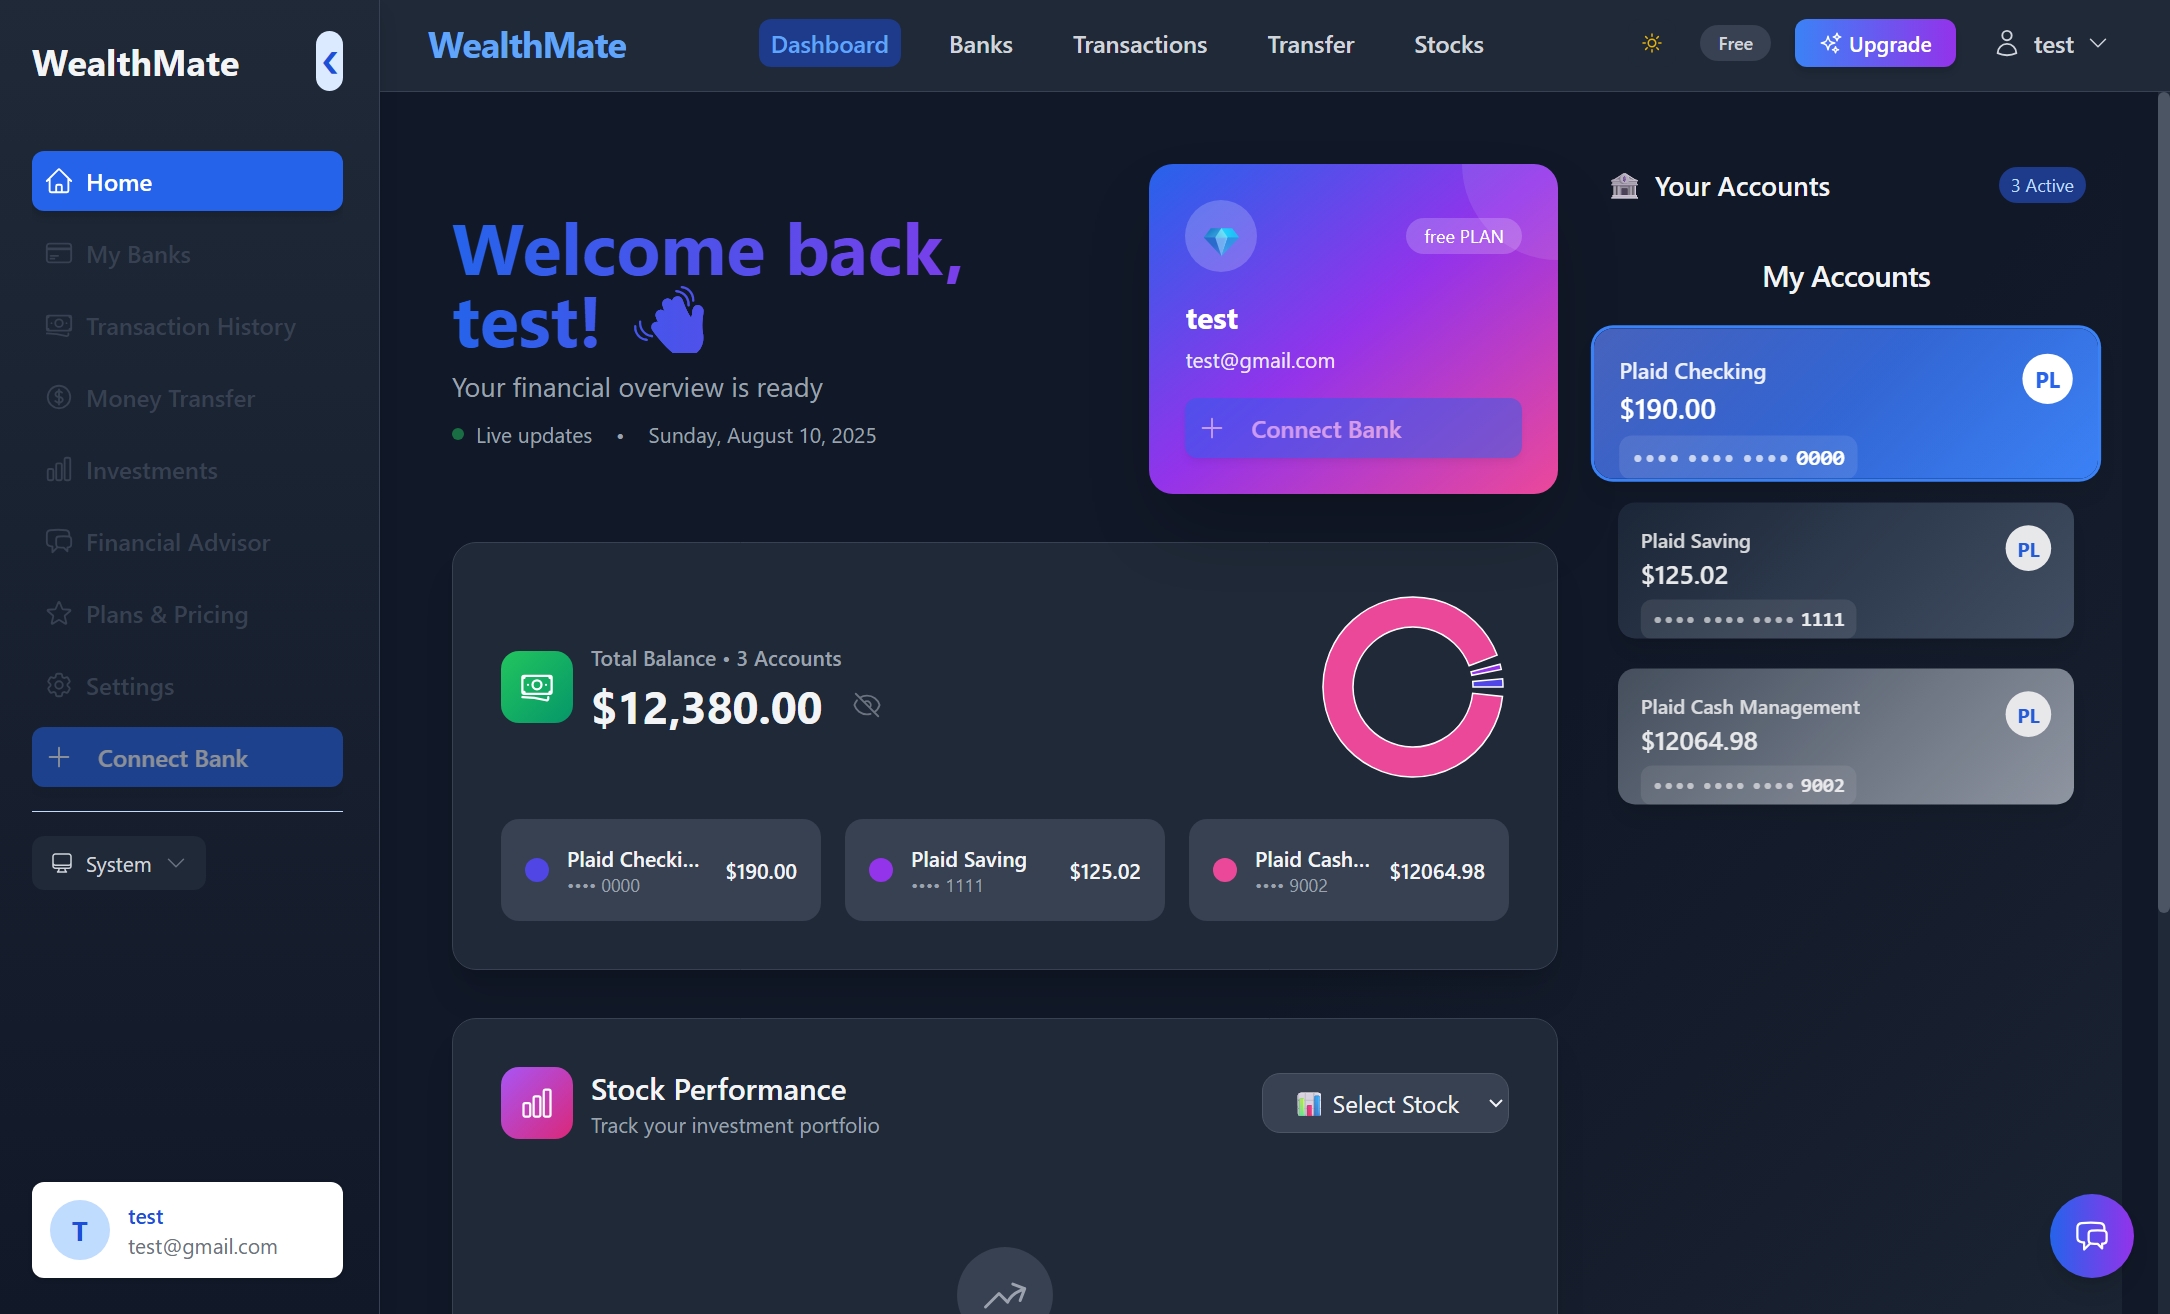 WealthMate
Home
My Banks
Transaction History
Money Transfer
Investments
Financial Advisor
Plans & Pricing
Settings
Connect Bank
System
T
test
test@gmail.com
WealthMate
Dashboard
Banks
Transactions
Transfer
Stocks
Free
Upgrade
test
Welcome back,
test!
Your financial overview is ready
Live updates • Sunday, August 10, 2025
free PLAN
test
test@gmail.com
Connect Bank
Total Balance • 3 Accounts
$12,380.00
Plaid Checki...
•••• 0000
$190.00
Plaid Saving
•••• 1111
$125.02
Plaid Cash...
•••• 9002
$12064.98
Stock Performance
Track your investment portfolio
Select Stock
Your Accounts
3 Active
My Accounts
Plaid Checking
PL
$190.00
•••• •••• •••• 0000
Plaid Saving
PL
$125.02
•••• •••• •••• 1111
Plaid Cash Management
PL
$12064.98
•••• •••• •••• 9002